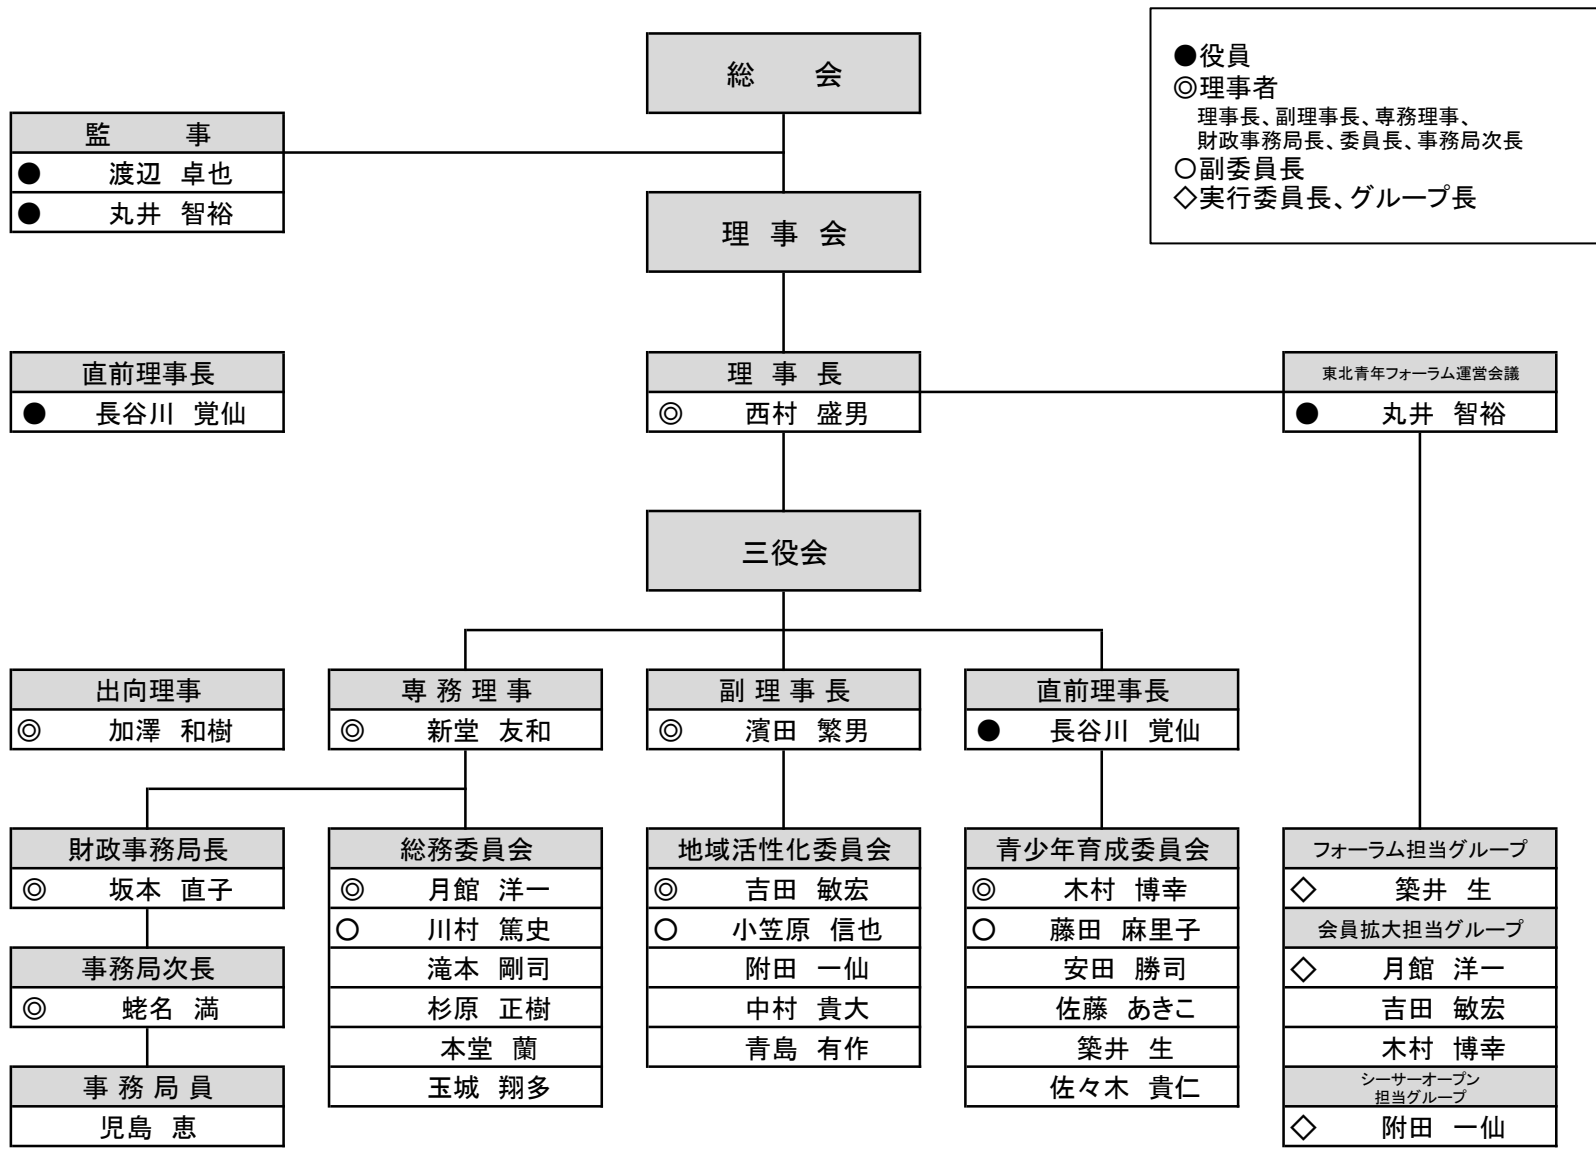 総 会
●役員
◎理事者
理事長、副理事長、専務理事、
財政事務局長、委員長、事務局次長
○副委員長
◇実行委員長、グループ長
監 事
● 渡辺 卓也
● 丸井 智裕
理 事 会
直前理事長
● 長谷川 覚仙
理 事 長
◎ 西村 盛男
東北青年フォーラム運営会議
● 丸井 智裕
三役会
出向理事
◎ 加澤 和樹
専 務 理 事
◎ 新堂 友和
副 理 事 長
◎ 濱田 繁男
直前理事長
● 長谷川 覚仙
財政事務局長
◎ 坂本 直子
事務局次長
◎ 蛯名 満
事 務 局 員
児島 恵
総務委員会
◎ 月館 洋一
○ 川村 篤史
滝本 剛司
杉原 正樹
本堂 蘭
玉城 翔多
地域活性化委員会
◎ 吉田 敏宏
○ 小笠原 信也
附田 一仙
中村 貴大
青島 有作
青少年育成委員会
◎ 木村 博幸
○ 藤田 麻里子
安田 勝司
佐藤 あきこ
築井 生
佐々木 貴仁
フォーラム担当グループ
◇ 築井 生
会員拡大担当グループ
◇ 月館 洋一
吉田 敏宏
木村 博幸
シーサーオープン
担当グループ
◇ 附田 一仙